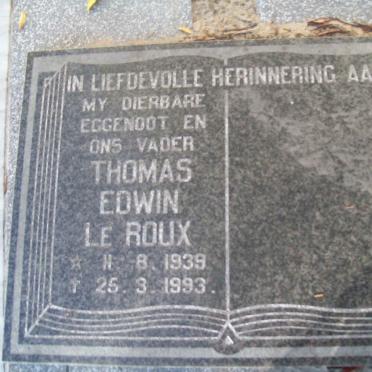 IN LIEFDEVOLLE HERINNERING AA
MY DIERBARE
EGGENOOT EN
ONS VADER
THOMAS
EDWIN
LE ROUX
☆ 11. 8. 1939
† 25. 3. 1993.